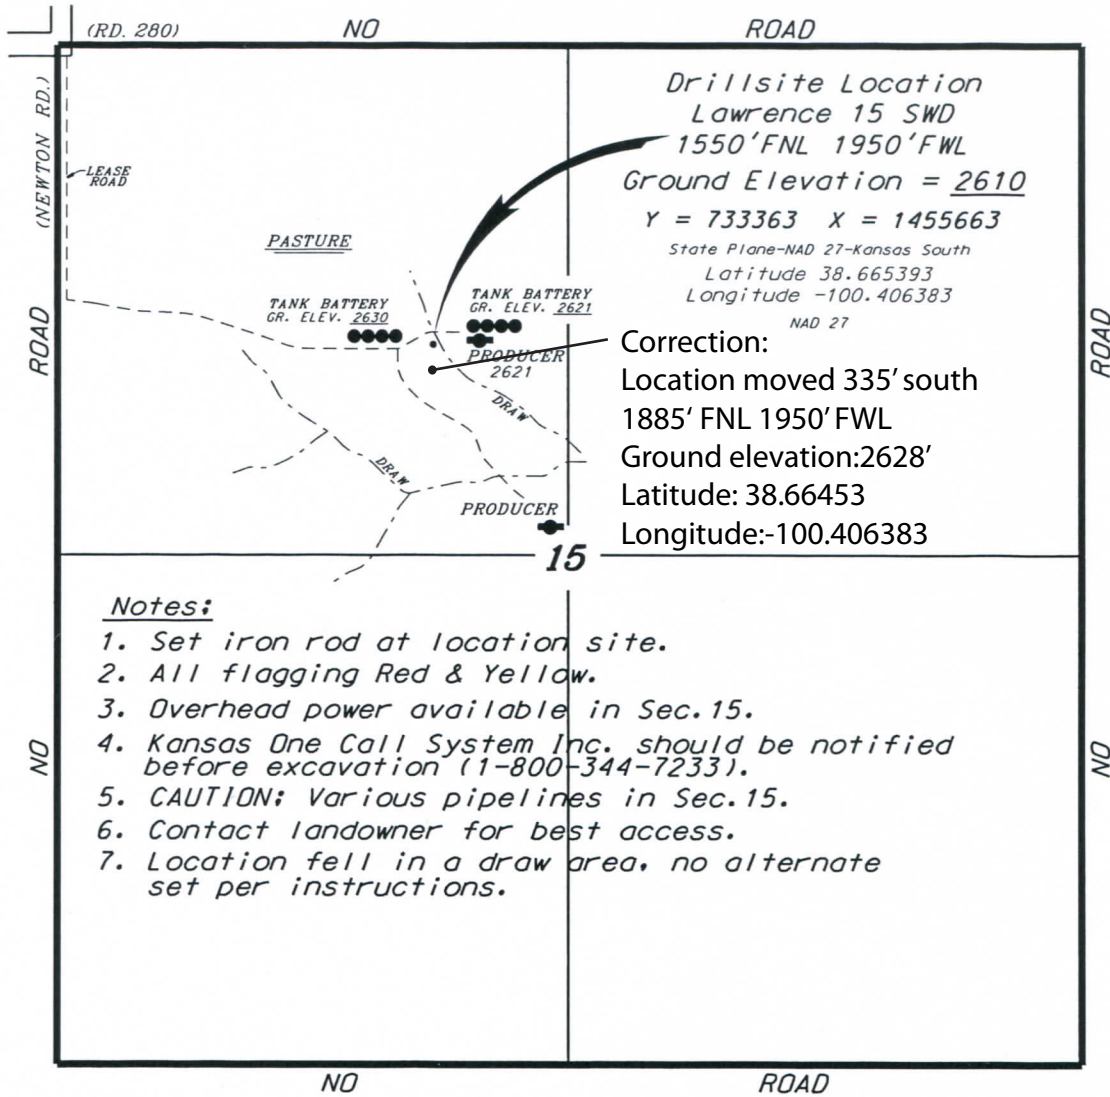 (RD. 280)
NO
ROAD
(NEWTON RD.)
LEASE
ROAD
Drillsite Location
Lawrence 15 SWD
1550'FNL 1950'FWL
Ground Elevation = 2610
Y = 733363 X = 1455663
State Plane-NAD 27-Kansas South
Latitude 38.665393
Longitude -100.406383
NAD 27
PASTURE
TANK BATTERY
GR. ELEV. 2630
TANK BATTERY
GR. ELEV. 2621
PRODUCER
2621
ROAD
ROAD
Correction:
Location moved 335' south
1885' FNL 1950' FWL
Ground elevation:2628'
Latitude: 38.66453
Longitude:-100.406383
DRAW
DRAW
PRODUCER
15
Notes:
1. Set iron rod at location site.
2. All flagging Red & Yellow.
3. Overhead power available in Sec.15.
4. Kansas One Call System Inc. should be notified
before excavation (1-800-344-7233).
5. CAUTION: Various pipelines in Sec.15.
6. Contact landowner for best access.
7. Location fell in a draw area, no alternate
set per instructions.
NO
NO
NO
ROAD